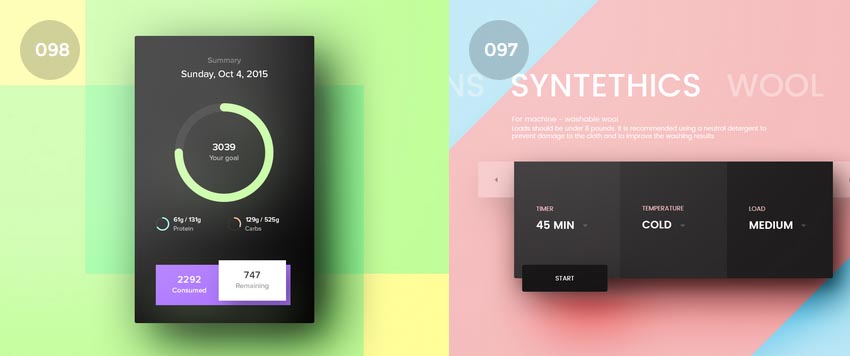 098
Summary
Sunday, Oct 4, 2015
3039
Your goal
61g / 131g
Protein
129g / 525g
Carbs
2292
Consumed
747
Remaining
097
NS SYNTETHICS WOOL
For machine - washable wool
Loads should be under 8 pounds. It is recommended using a neutral detergent to
prevent damage to the cloth and to improve the washing results
TIMER
45 MIN
TEMPERATURE
COLD
LOAD
MEDIUM
START